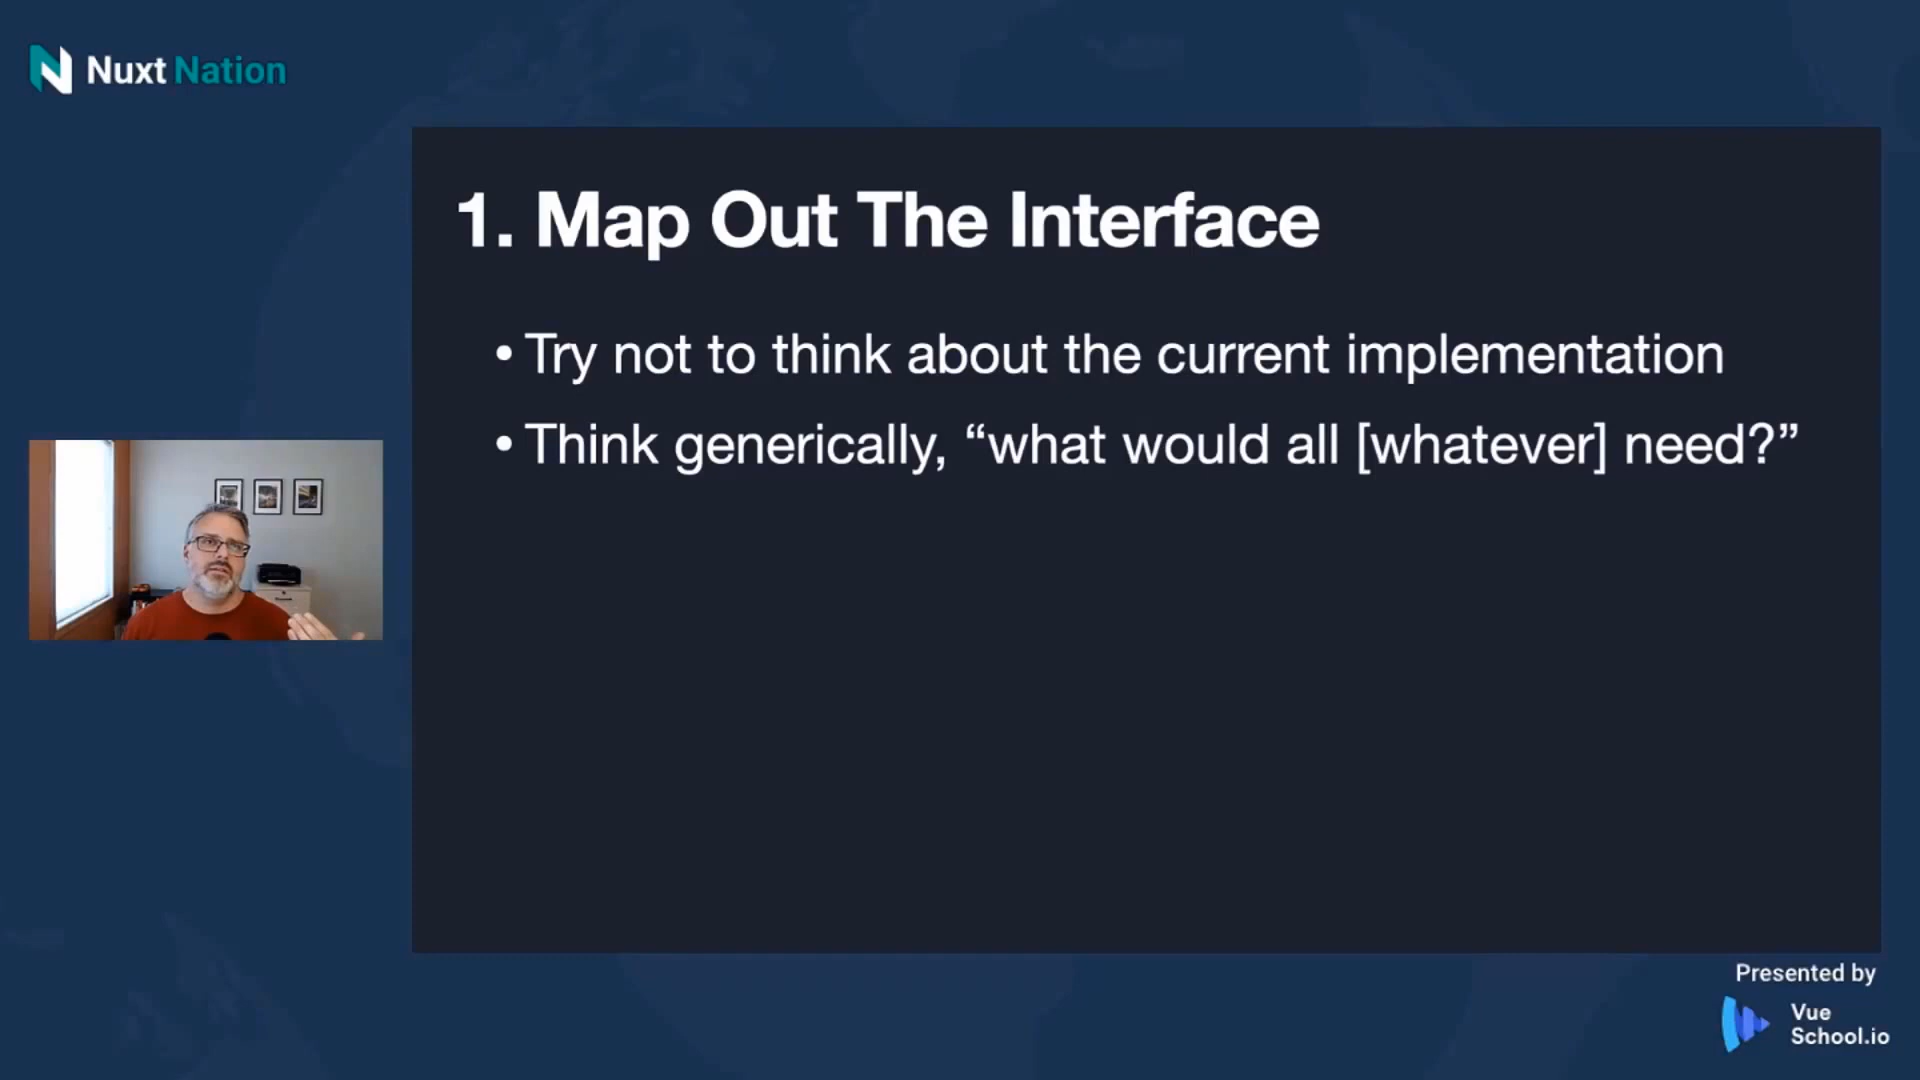 Nuxt Nation
1. Map Out The Interface
• Try not to think about the current implementation
• Think generically, “what would all [whatever] need?”
Presented by
Vue
School.io